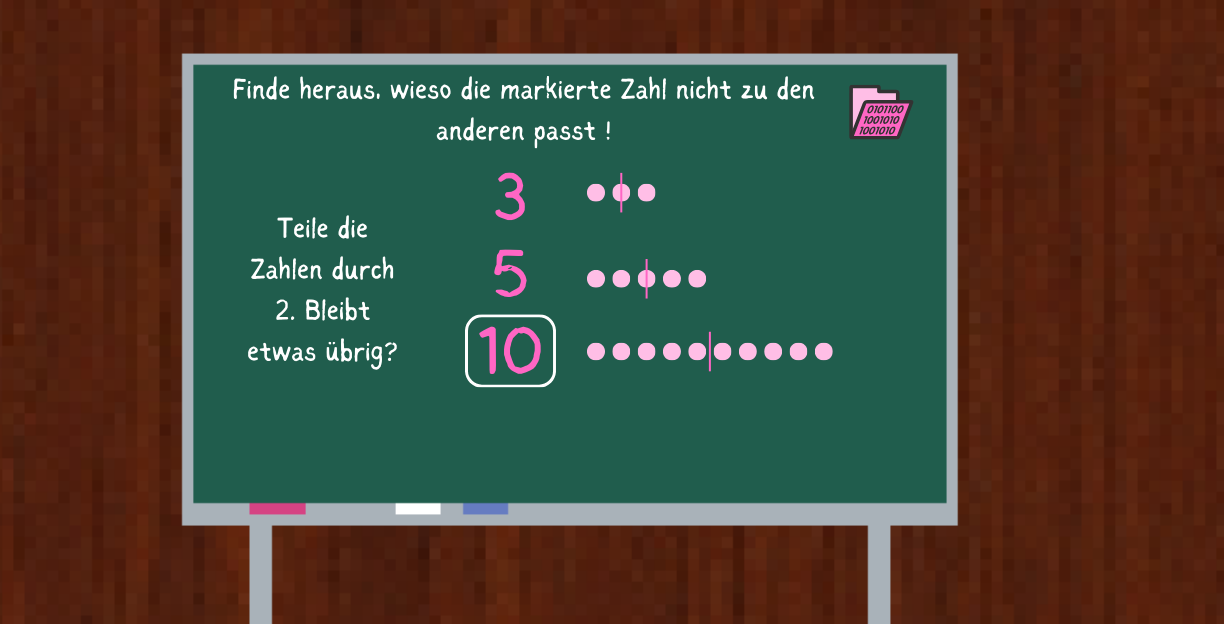 Finde heraus, wieso die markierte Zahl nicht zu den
anderen passt !
0101100
1001010
1001010
3
Teile die
Zahlen durch
2. Bleibt
etwas übrig?
5
10